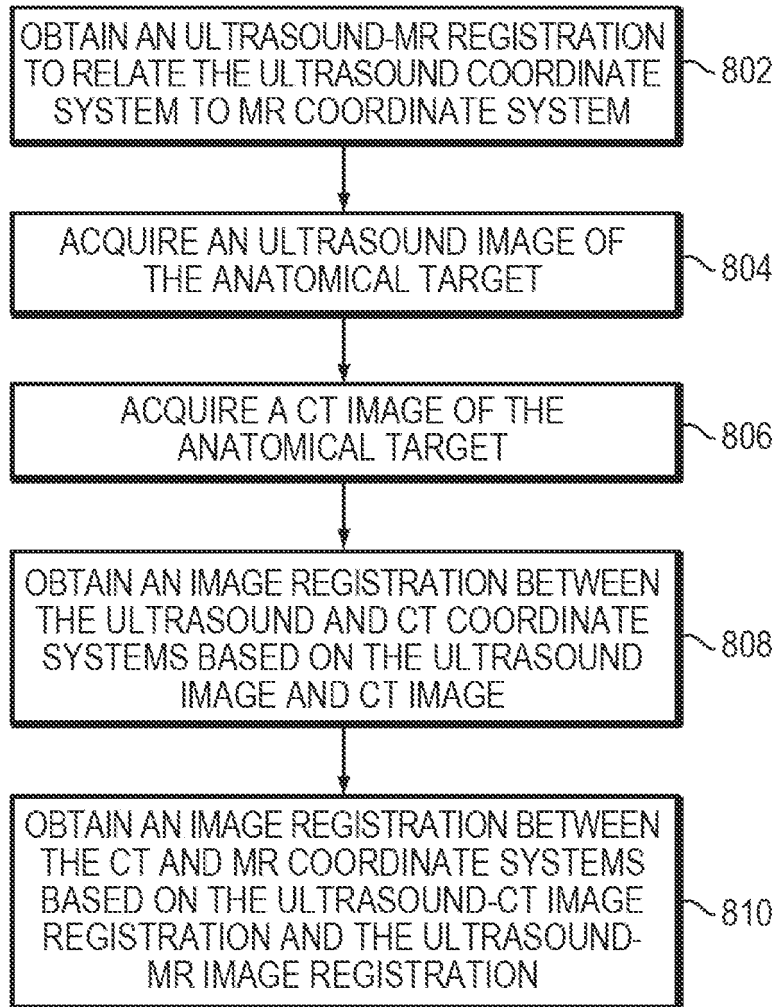 OBTAIN AN ULTRASOUND-MR REGISTRATION
TO RELATE THE ULTRASOUND COORDINATE
SYSTEM TO MR COORDINATE SYSTEM
802
ACQUIRE AN ULTRASOUND IMAGE OF
THE ANATOMICAL TARGET
804
ACQUIRE A CT IMAGE OF THE
ANATOMICAL TARGET
806
OBTAIN AN IMAGE REGISTRATION BETWEEN
THE ULTRASOUND AND CT COORDINATE
SYSTEMS BASED ON THE ULTRASOUND
IMAGE AND CT IMAGE
808
OBTAIN AN IMAGE REGISTRATION BETWEEN
THE CT AND MR COORDINATE SYSTEMS
BASED ON THE ULTRASOUND-CT IMAGE
REGISTRATION AND THE ULTRASOUND-
MR IMAGE REGISTRATION
810